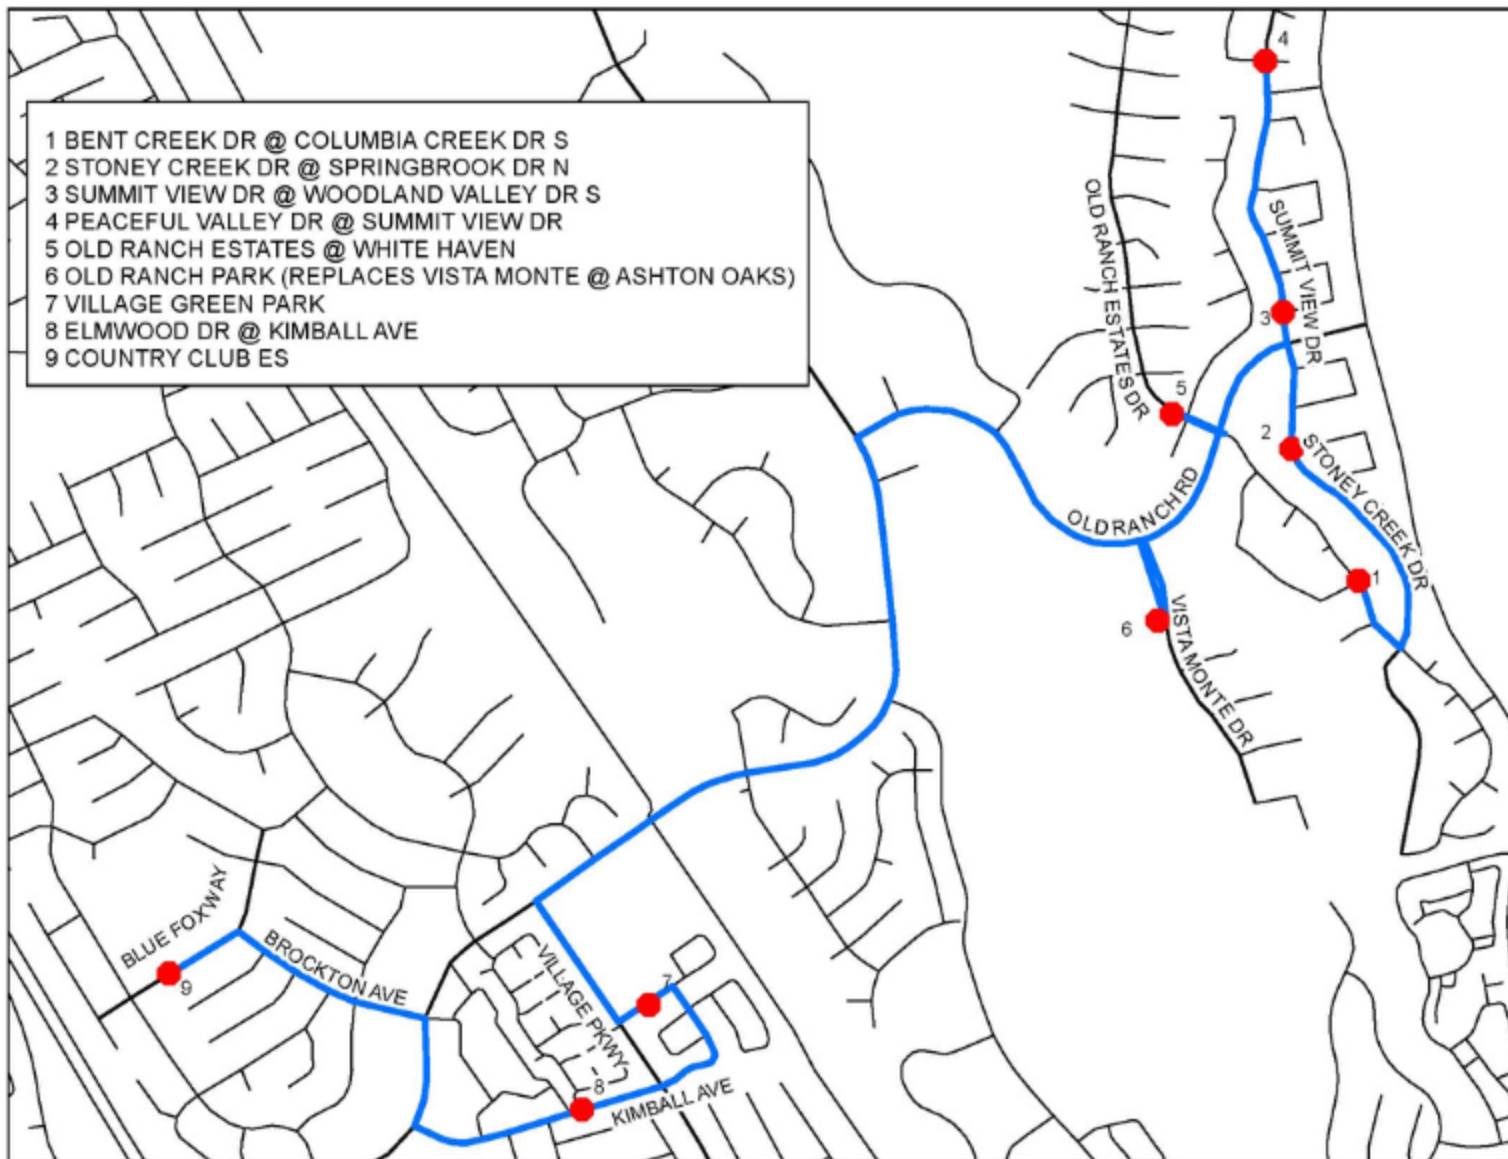 4
1 BENT CREEK DR @ COLUMBIA CREEK DR S
2 STONEY CREEK DR @ SPRINGBROOK DR N
3 SUMMIT VIEW DR @ WOODLAND VALLEY DR S
4 PEACEFUL VALLEY DR @ SUMMIT VIEW DR
5 OLD RANCH ESTATES @ WHITE HAVEN
6 OLD RANCH PARK (REPLACES VISTA MONTE @ ASHTON OAKS)
7 VILLAGE GREEN PARK
8 ELMWOOD DR @ KIMBALL AVE
9 COUNTRY CLUB ES
OLD RANCH ESTATES DR
SUMMIT VIEW DR
3
5
2
STONEY CREEK DR
OLD RANCH RD
1
6
VISTA MONTE DR
BLUE FOX WAY
BROCKTON AVE
9
VILLAGE PKWY
7
8
KIMBALL AVE